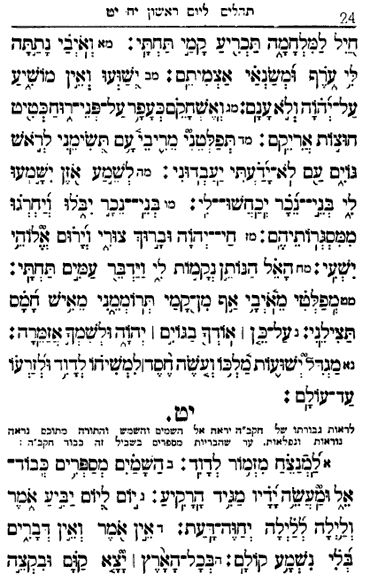 תהלים ליום ראשון יח יט 24
חַיִל לַמִּלְחָמָה תַּכְרִיעַ קָמַי תַּחְתָּי: מא וְאֹיְבַי נָתַתָּה
לִּי עֹרֶף וּמְשַׂנְאַי אַצְמִיתֵם: מב יְשַׁוְּעוּ וְאֵין מוֹשִׁיעַ
עַל־יְהוָה וְלֹא עָנָם: מג וְאֶשְׁחָקֵם כְּעָפָר עַל־פְּנֵי־רוּחַ כְּטִיט
חוּצוֹת אֲרִיקֵם: מד תְּפַלְּטֵנִי מֵרִיבֵי עָם תְּשִׂימֵנִי לְרֹאשׁ
גּוֹיִם עַם לֹא־יָדַעְתִּי יַעַבְדוּנִי: מה לְשֵׁמַע אֹזֶן יִשָּׁמְעוּ
לִי בְּנֵי־נֵכָר יְכַחֲשׁוּ־לִי: מו בְּנֵי־נֵכָר יִבֹּלוּ וְיַחְרְגוּ
מִמִּסְגְּרוֹתֵיהֶם: מז חַי־יְהוָה וּבָרוּךְ צוּרִי וְיָרוּם אֱלוֹהֵי
יִשְׁעִי: מח הָאֵל הַנּוֹתֵן נְקָמוֹת לִי וַיַּדְבֵּר עַמִּים תַּחְתָּי:
מט מְפַלְּטִי מֵאֹיְבָי אַף מִן־קָמַי תְּרוֹמְמֵנִי מֵאִישׁ חָמָס
תַּצִּילֵנִי: נ עַל־כֵּן | אוֹדְךָ בַגּוֹיִם | יְהוָה וּלְשִׁמְךָ אֲזַמֵּרָה:
נא מִגְדֹּל יְשׁוּעוֹת מַלְכּוֹ וְעֹשֶׂה חֶסֶד | לִמְשִׁיחוֹ לְדָוִד וּלְזַרְעוֹ
עַד־עוֹלָם:
יט.
לראות גבורתו של הקב"ה יראה אל השמים והשמש והתורה מתוכם נראה
נוראות ונפלאות, עד שהבריות מספרים בשביל זה כבוד הקב"ה:
א לַמְנַצֵּחַ מִזְמוֹר לְדָוִד: ב הַשָּׁמַיִם מְסַפְּרִים כְּבוֹד־
אֵל וּמַעֲשֵׂה יָדָיו מַגִּיד הָרָקִיעַ: ג יוֹם לְיוֹם יַבִּיעַ אֹמֶר
וְלַיְלָה לְּלַיְלָה יְחַוֶּה־דָּעַת: ד אֵין אֹמֶר וְאֵין דְּבָרִים
בְּלִי נִשְׁמָע קוֹלָם: ה בְּכָל־הָאָרֶץ | יָצָא קַוָּם וּבִקְצֵה